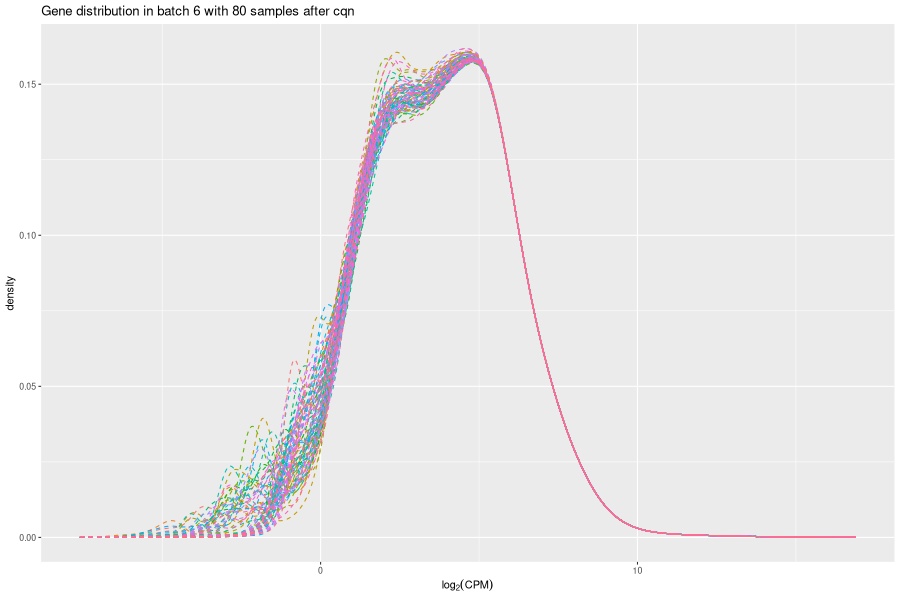 Gene distribution in batch 6 with 80 samples after cqn
0.15
0.10
density
0.05
0.00
0
10
log₂(CPM)